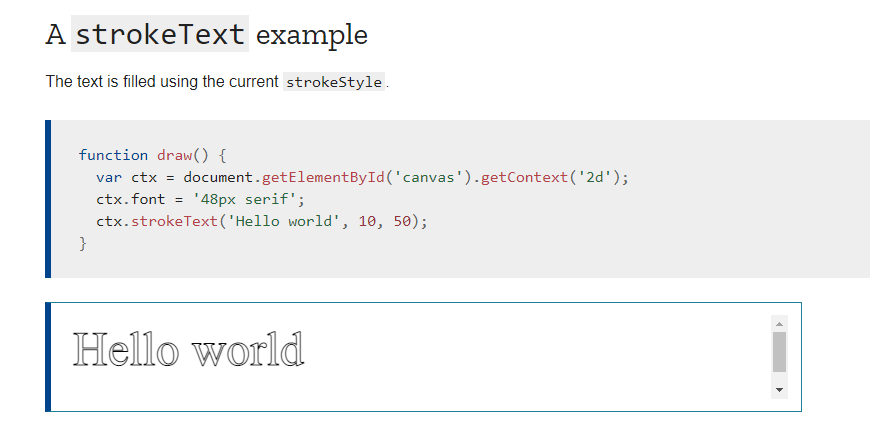 A strokeText example
The text is filled using the current strokeStyle.
function draw() {
  var ctx = document.getElementById('canvas').getContext('2d');
  ctx.font = '48px serif';
  ctx.strokeText('Hello world', 10, 50);
}
Hello world